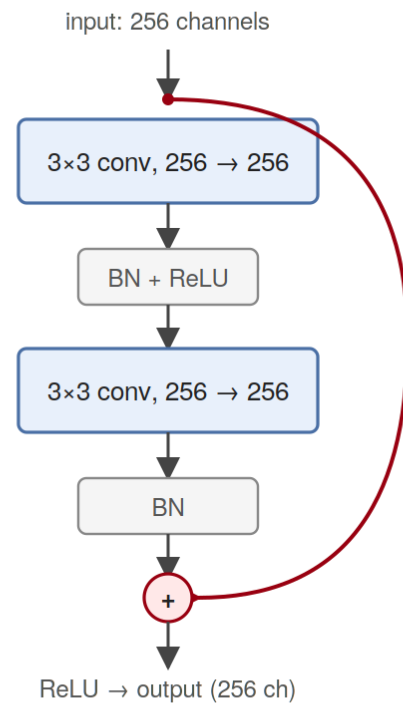 input: 256 channels
3×3 conv, 256 → 256
BN + ReLU
3×3 conv, 256 → 256
BN
+
ReLU → output (256 ch)